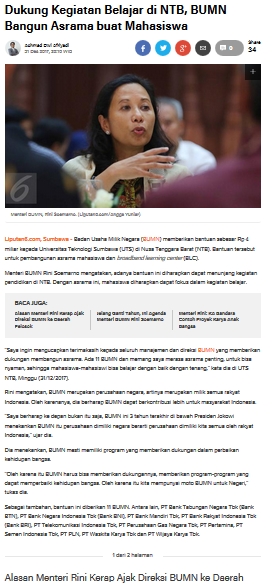 Dukung Kegiatan Belajar di NTB, BUMN
Bangun Asrama buat Mahasiswa
Achmad Dwi Afriyadi
31 Des 2017, 20:10 WIB
Share
34
0
+
6
Menteri BUMN, Rini Soemarno. (Liputan6.com/Angga Yuniar)
Liputan6.com, Sumbawa - Badan Usaha Milik Negara (BUMN) memberikan bantuan sebesar Rp 4
miliar kepada Universitas Teknologi Sumbawa (UTS) di Nusa Tenggara Barat (NTB). Bantuan tersebut
untuk pembangunan asrama mahasiswa dan broadband learning center (BLC).
Menteri BUMN Rini Soemarno mengatakan, adanya bantuan ini diharapkan dapat menunjang kegiatan
pendidikan di NTB. Dengan asrama ini, mahasiswa diharapkan dapat fokus dalam kegiatan belajar.
BACA JUGA:
Alasan Menteri Rini Kerap Ajak
Direksi BUMN ke Daerah
Pelosok
Jelang Ganti Tahun, Ini Agenda
Menteri BUMN Rini Soemarno
Menteri Rini: KO Bandara
Contoh Proyek Karya Anak
Bangsa
"Saya ingin mengucapkan terimakasih kepada seluruh manajemen dan direksi BUMN yang memberikan
dukungan membangun asrama. Ada 11 BUMN dan memang saya merasa asrama penting, untuk bisa
nyaman, sehingga mahasiswa-mahasiswi bisa belajar dengan baik dengan tenang," kata dia di UTS
NTB, Minggu (31/12/2017).
Rini mengatakan, BUMN merupakan perusahaan negara, artinya merupakan milik semua rakyat
Indonesia. Oleh karenanya, dia berharap BUMN dapat berkontribusi lebih untuk masyarakat Indonesia.
"Saya berharap ke depan bukan itu saja, BUMN ini 3 tahun terakhir di bawah Presiden Jokowi
menekankan BUMN itu perusahaan dimiliki negara berarti perusahaan dimiliki kita semua oleh rakyat
Indonesia," ujar dia.
Dia menekankan, BUMN mesti memiliki program yang memberikan dukungan dalam perbaikan
kehidupan bangsa.
"Oleh karena itu BUMN harus bisa memberikan dukungannya, memberikan program-program yang
dapat memperbaiki kehidupan bangsa. Oleh karena itu kita mempunyai moto BUMN untuk Negeri,"
tukas dia.
Sebagai tambahan, bantuan ini diberikan 11 BUMN. Antara lain, PT Bank Tabungan Negara Tbk (Bank
BTN), PT Bank Negara Indonesia Tbk (Bank BNI), PT Bank Mandiri Tbk, PT Bank Rakyat Indonesia Tbk
(Bank BRI), PT Telekomunikasi Indonesia Tbk, PT Perusahaan Gas Negara Tbk, PT Pertamina, PT
Semen Indonesia Tbk, PT PLN, PT Waskita Karya Tbk dan PT Wijaya Karya Tbk.
1 dari 2 halaman
Alasan Menteri Rini Kerap Ajak Direksi BUMN ke Daerah